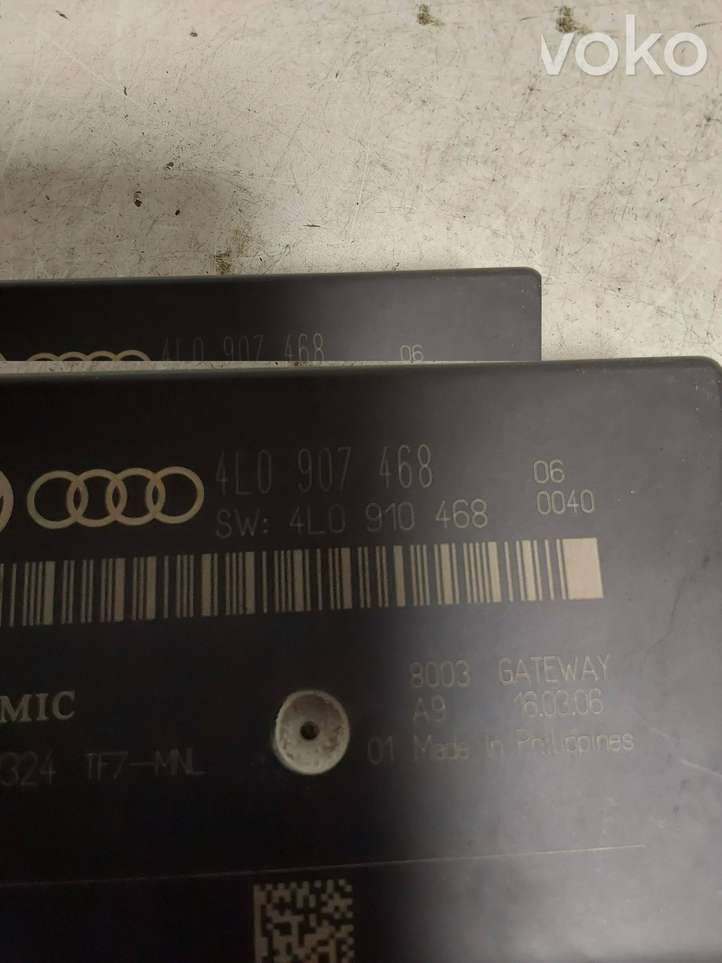 voko
4L0 907 468 06
4L0 907 468 06
SW: 4L0 910 468 0040
8003 GATEWAY
MIC A9 16.03.06
324 TF7-MNL 01 Made in Philippines